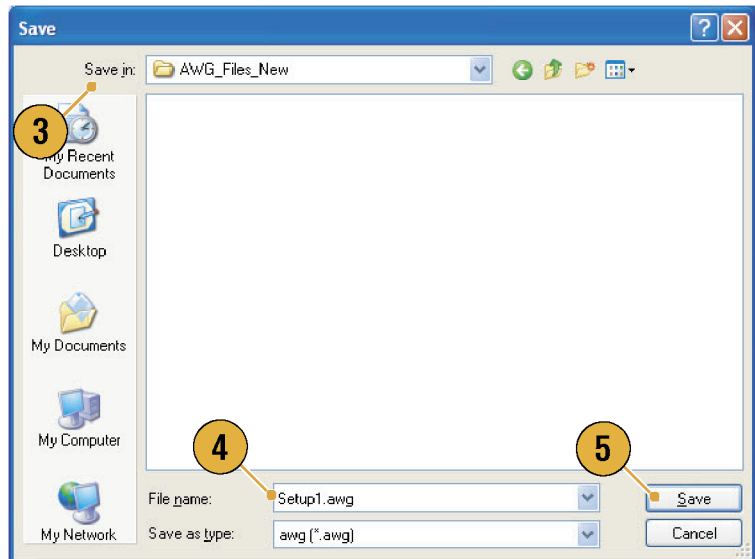 Save
Save in:
AWG_Files_New
3
My Recent
Documents
Desktop
My Documents
My Computer
My Network
4
5
File name:
Setup1.awg
Save
Save as type:
awg (*.awg)
Cancel